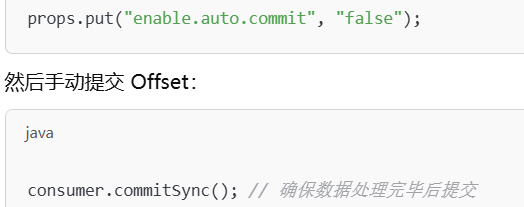 props.put("enable.auto.commit", "false");
然后手动提交 Offset：
java
consumer.commitSync(); // 确保数据处理完毕后提交